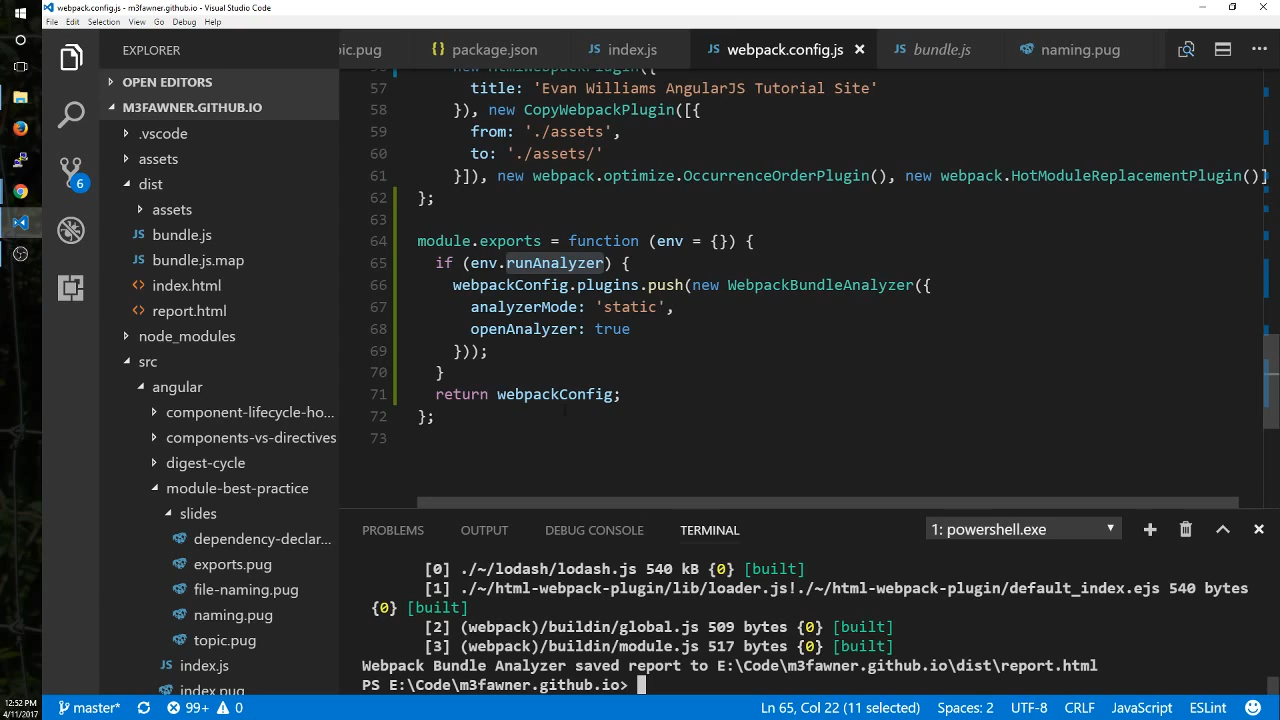 webpack.config.js - m3fawner.github.io - Visual Studio Code
File Edit Selection View Go Debug Help
EXPLORER
OPEN EDITORS
M3FAWNER.GITHUB.IO
.vscode
assets
dist
assets
bundle.js
bundle.js.map
index.html
report.html
node_modules
src
angular
component-lifecycle-ho...
components-vs-directives
digest-cycle
module-best-practice
slides
dependency-declar...
exports.pug
file-naming.pug
naming.pug
topic.pug
index.js
index.pug
6
pic.pug package.json index.js webpack.config.js bundle.js naming.pug
56 new HtmlWebpackPlugin({
57 title: 'Evan Williams AngularJS Tutorial Site'
58 }), new CopyWebpackPlugin([{
59 from: './assets',
60 to: './assets/'
61 }]), new webpack.optimize.OccurrenceOrderPlugin(), new webpack.HotModuleReplacementPlugin()]
62 };
63
64 module.exports = function (env = {}) {
65 if (env.runAnalyzer) {
66 webpackConfig.plugins.push(new WebpackBundleAnalyzer({
67 analyzerMode: 'static',
68 openAnalyzer: true
69 }));
70 }
71 return webpackConfig;
72 };
73
PROBLEMS OUTPUT DEBUG CONSOLE TERMINAL 1: powershell.exe
[0] ./~/lodash/lodash.js 540 kB {0} [built]
[1] ./~/html-webpack-plugin/lib/loader.js!./~/html-webpack-plugin/default_index.ejs 540 bytes
{0} [built]
[2] (webpack)/buildin/global.js 509 bytes {0} [built]
[3] (webpack)/buildin/module.js 517 bytes {0} [built]
Webpack Bundle Analyzer saved report to E:\Code\m3fawner.github.io\dist\report.html
PS E:\Code\m3fawner.github.io>
12:52 PM
4/11/2017
master* 99+ 0 Ln 65, Col 22 (11 selected) Spaces: 2 UTF-8 CRLF JavaScript ESLint